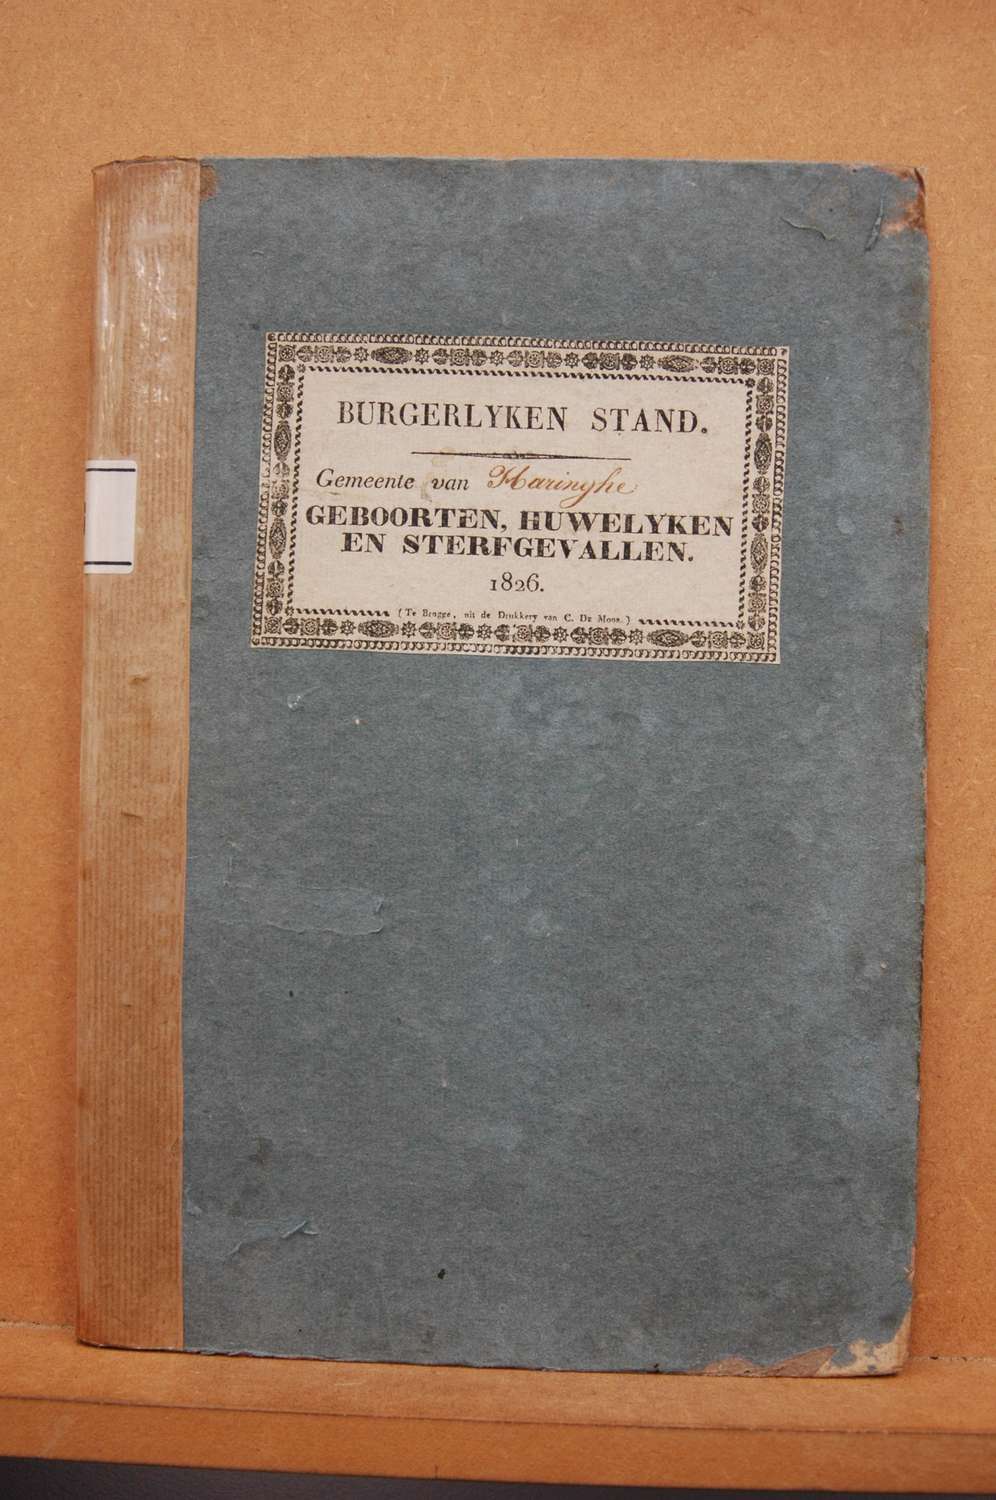 BURGERLYKEN STAND.
Gemeente van Haringhe
GEBOORTEN, HUWELYKEN
EN STERFGEVALLEN.
1826.
(Te Brugge, uit de Drukkery van C. De Moor.)